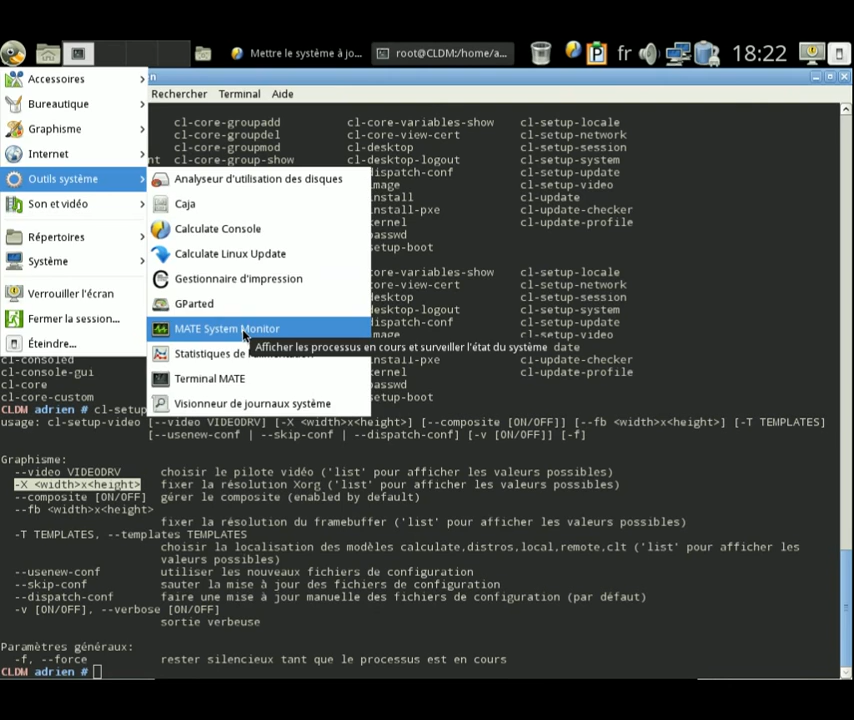 Mettre le système à jo...
root@CLDM:/home/a...
fr
18:22
n
Rechercher Terminal Aide
Accessoires
Bureautique
Graphisme
Internet
Outils système
Son et vidéo
Répertoires
Système
Verrouiller l'écran
Fermer la session...
Éteindre...
Analyseur d'utilisation des disques
Caja
Calculate Console
Calculate Linux Update
Gestionnaire d'impression
GParted
MATE System Monitor
Afficher les processus en cours et surveiller l'état du système
Statistiques de l'
Terminal MATE
Visionneur de journaux système
cl-core-groupadd cl-core-variables-show cl-setup-locale
cl-core-groupdel cl-core-view-cert cl-setup-network
cl-core-groupmod cl-desktop cl-setup-session
nt cl-core-group-show cl-desktop-logout cl-setup-system
dispatch-conf cl-setup-update
image cl-setup-video
install cl-update
install-pxe cl-update-checker
kernel cl-update-profile
passwd
setup-boot
cl-core-variables-show cl-setup-locale
cl-core-view-cert cl-setup-network
desktop cl-setup-session
desktop-logout cl-setup-system
dispatch-conf cl-setup-update
image cl-setup-video
date
install-pxe cl-update-checker
kernel cl-update-profile
passwd
setup-boot
cl-consoled
cl-console-gui
cl-core
cl-core-custom
CLDM adrien # cl-setup
usage: cl-setup-video [--video VIDEODRV] [-X <width>x<height>] [--composite [ON/OFF]] [--fb <width>x<height>] [-T TEMPLATES]
[--usenew-conf | --skip-conf | --dispatch-conf] [-v [ON/OFF]] [-f]
Graphisme:
--video VIDEODRV choisir le pilote vidéo ('list' pour afficher les valeurs possibles)
-X <width>x<height> fixer la résolution Xorg ('list' pour afficher les valeurs possibles)
--composite [ON/OFF] gérer le composite (enabled by default)
--fb <width>x<height>
fixer la résolution du framebuffer ('list' pour afficher les valeurs possibles)
-T TEMPLATES, --templates TEMPLATES
choisir la localisation des modèles calculate,distros,local,remote,clt ('list' pour afficher les
valeurs possibles)
--usenew-conf utiliser les nouveaux fichiers de configuration
--skip-conf sauter la mise à jour des fichiers de configuration
--dispatch-conf faire une mise à jour manuelle des fichiers de configuration (par défaut)
-v [ON/OFF], --verbose [ON/OFF]
sortie verbeuse
Paramètres généraux:
-f, --force rester silencieux tant que le processus est en cours
CLDM adrien #